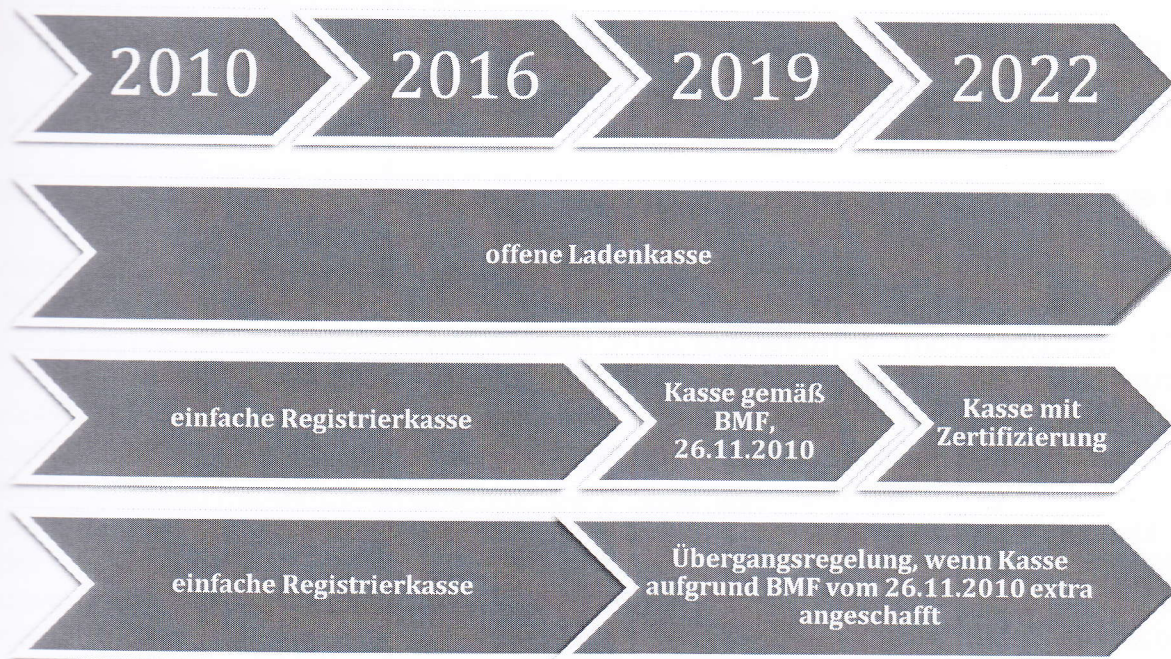 2010 2016 2019 2022
offene Ladenkasse
einfache Registrierkasse
Kasse gemäß
BMF,
26.11.2010
Kasse mit
Zertifizierung
einfache Registrierkasse
Übergangsregelung, wenn Kasse
aufgrund BMF vom 26.11.2010 extra
angeschafft